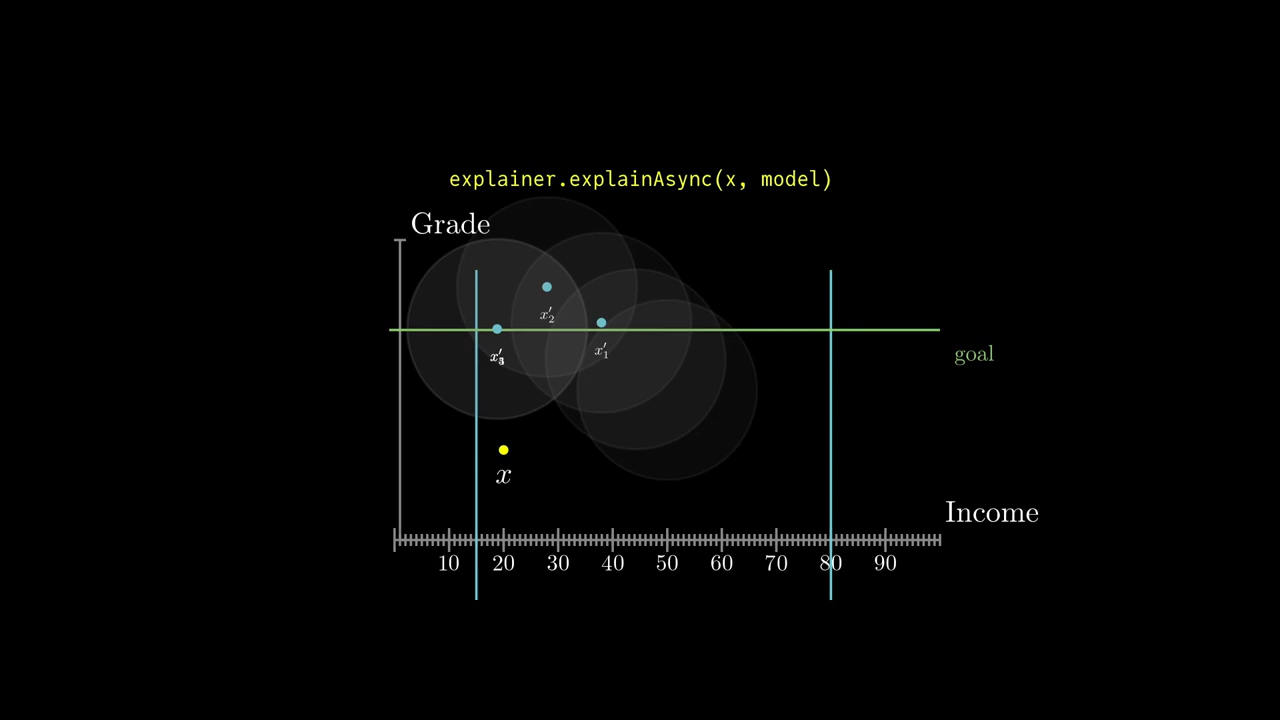 explainer.explainAsync(x, model)
Grade
x′₂
x′₁
goal
x
Income
10 20 30 40 50 60 70 80 90